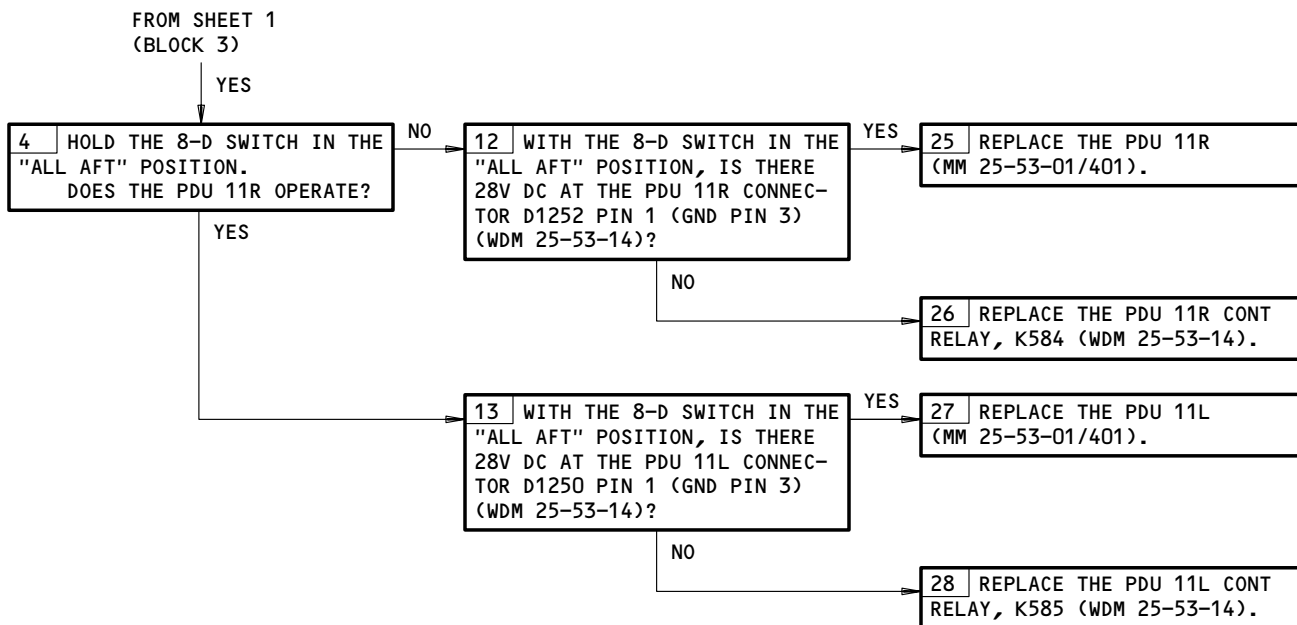 FROM SHEET 1
(BLOCK 3)
YES
4 HOLD THE 8-D SWITCH IN THE
"ALL AFT" POSITION.
DOES THE PDU 11R OPERATE?
NO
YES
12 WITH THE 8-D SWITCH IN THE
"ALL AFT" POSITION, IS THERE
28V DC AT THE PDU 11R CONNEC-
TOR D1252 PIN 1 (GND PIN 3)
(WDM 25-53-14)?
YES
NO
25 REPLACE THE PDU 11R
(MM 25-53-01/401).
26 REPLACE THE PDU 11R CONT
RELAY, K584 (WDM 25-53-14).
13 WITH THE 8-D SWITCH IN THE
"ALL AFT" POSITION, IS THERE
28V DC AT THE PDU 11L CONNEC-
TOR D1250 PIN 1 (GND PIN 3)
(WDM 25-53-14)?
YES
NO
27 REPLACE THE PDU 11L
(MM 25-53-01/401).
28 REPLACE THE PDU 11L CONT
RELAY, K585 (WDM 25-53-14).